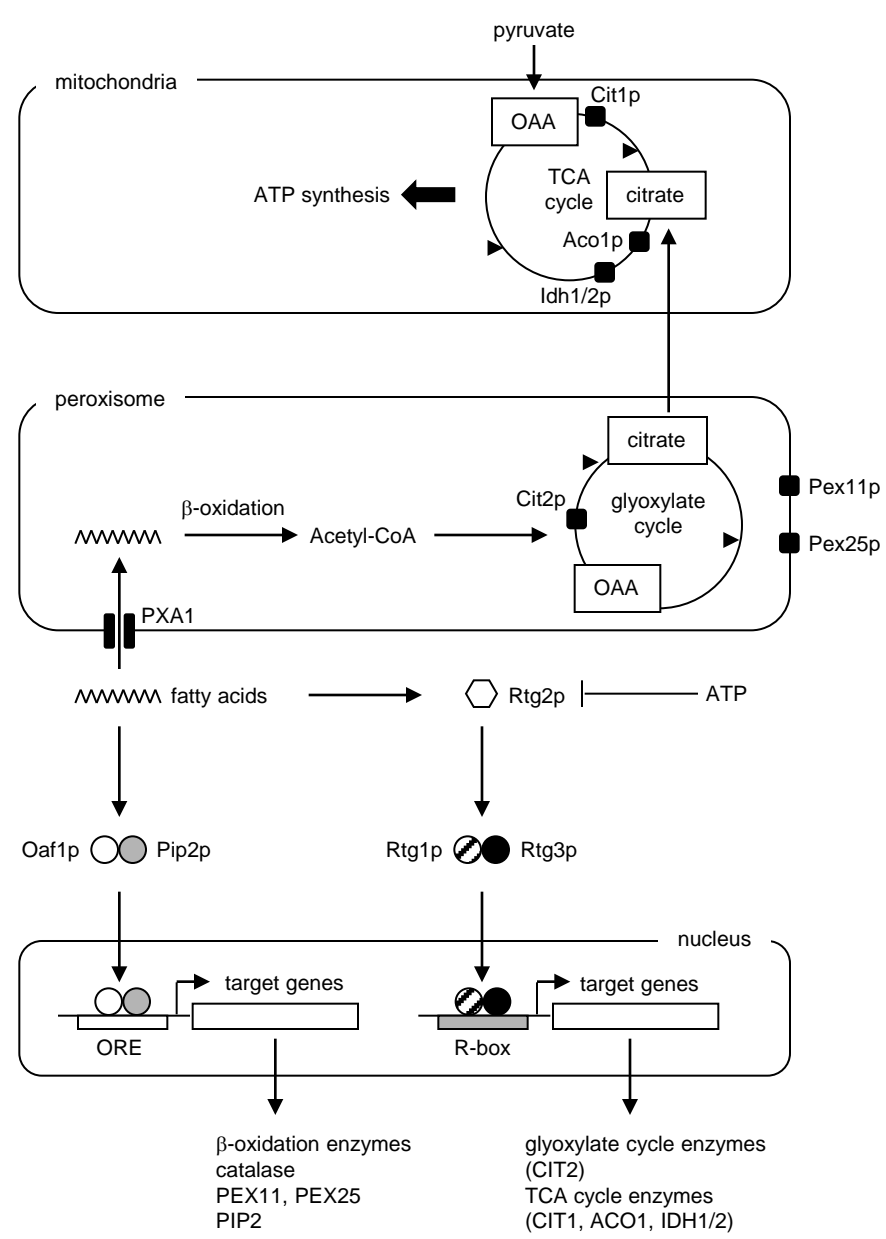 pyruvate
mitochondria
Cit1p
OAA
TCA
cycle
citrate
ATP synthesis
Aco1p
Idh1/2p
peroxisome
citrate
Pex11p
Cit2p
glyoxylate
cycle
β-oxidation
Acetyl-CoA
Pex25p
OAA
PXA1
fatty acids
Rtg2p
ATP
Oaf1p
Pip2p
Rtg1p
Rtg3p
nucleus
target genes
target genes
ORE
R-box
β-oxidation enzymes
catalase
PEX11, PEX25
PIP2
glyoxylate cycle enzymes
(CIT2)
TCA cycle enzymes
(CIT1, ACO1, IDH1/2)